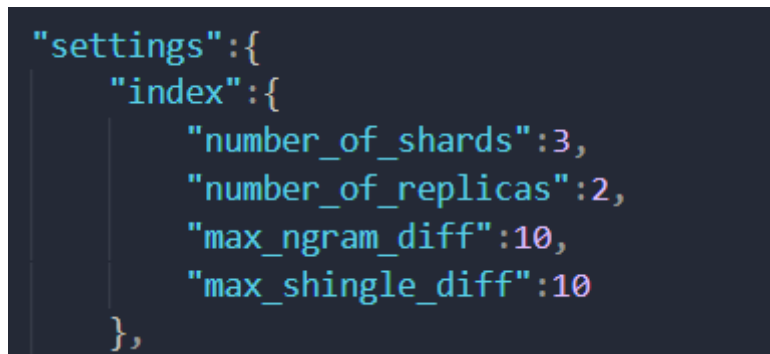 "settings":{
"index":{
"number_of_shards":3,
"number_of_replicas":2,
"max_ngram_diff":10,
"max_shingle_diff":10
},